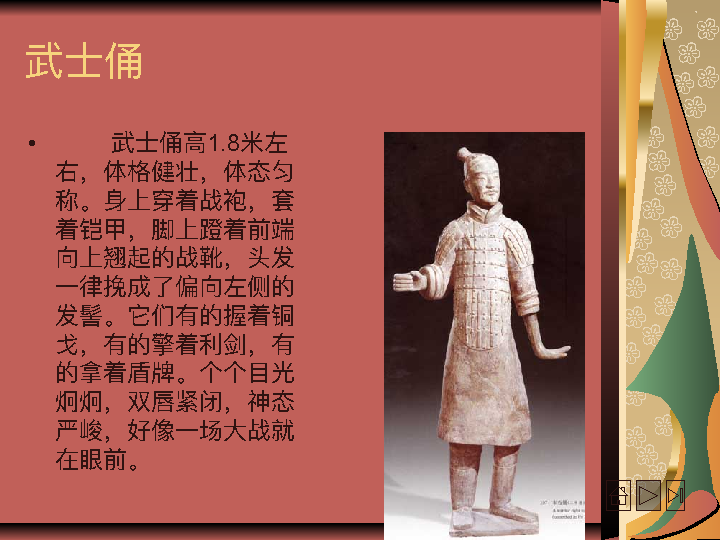 武士俑
• 武士俑高1.8米左
右，体格健壮，体态匀
称。身上穿着战袍，套
着铠甲，脚上蹬着前端
向上翘起的战靴，头发
一律挽成了偏向左侧的
发髻。它们有的握着铜
戈，有的擎着利剑，有
的拿着盾牌。个个目光
炯炯，双唇紧闭，神态
严峻，好像一场大战就
在眼前。